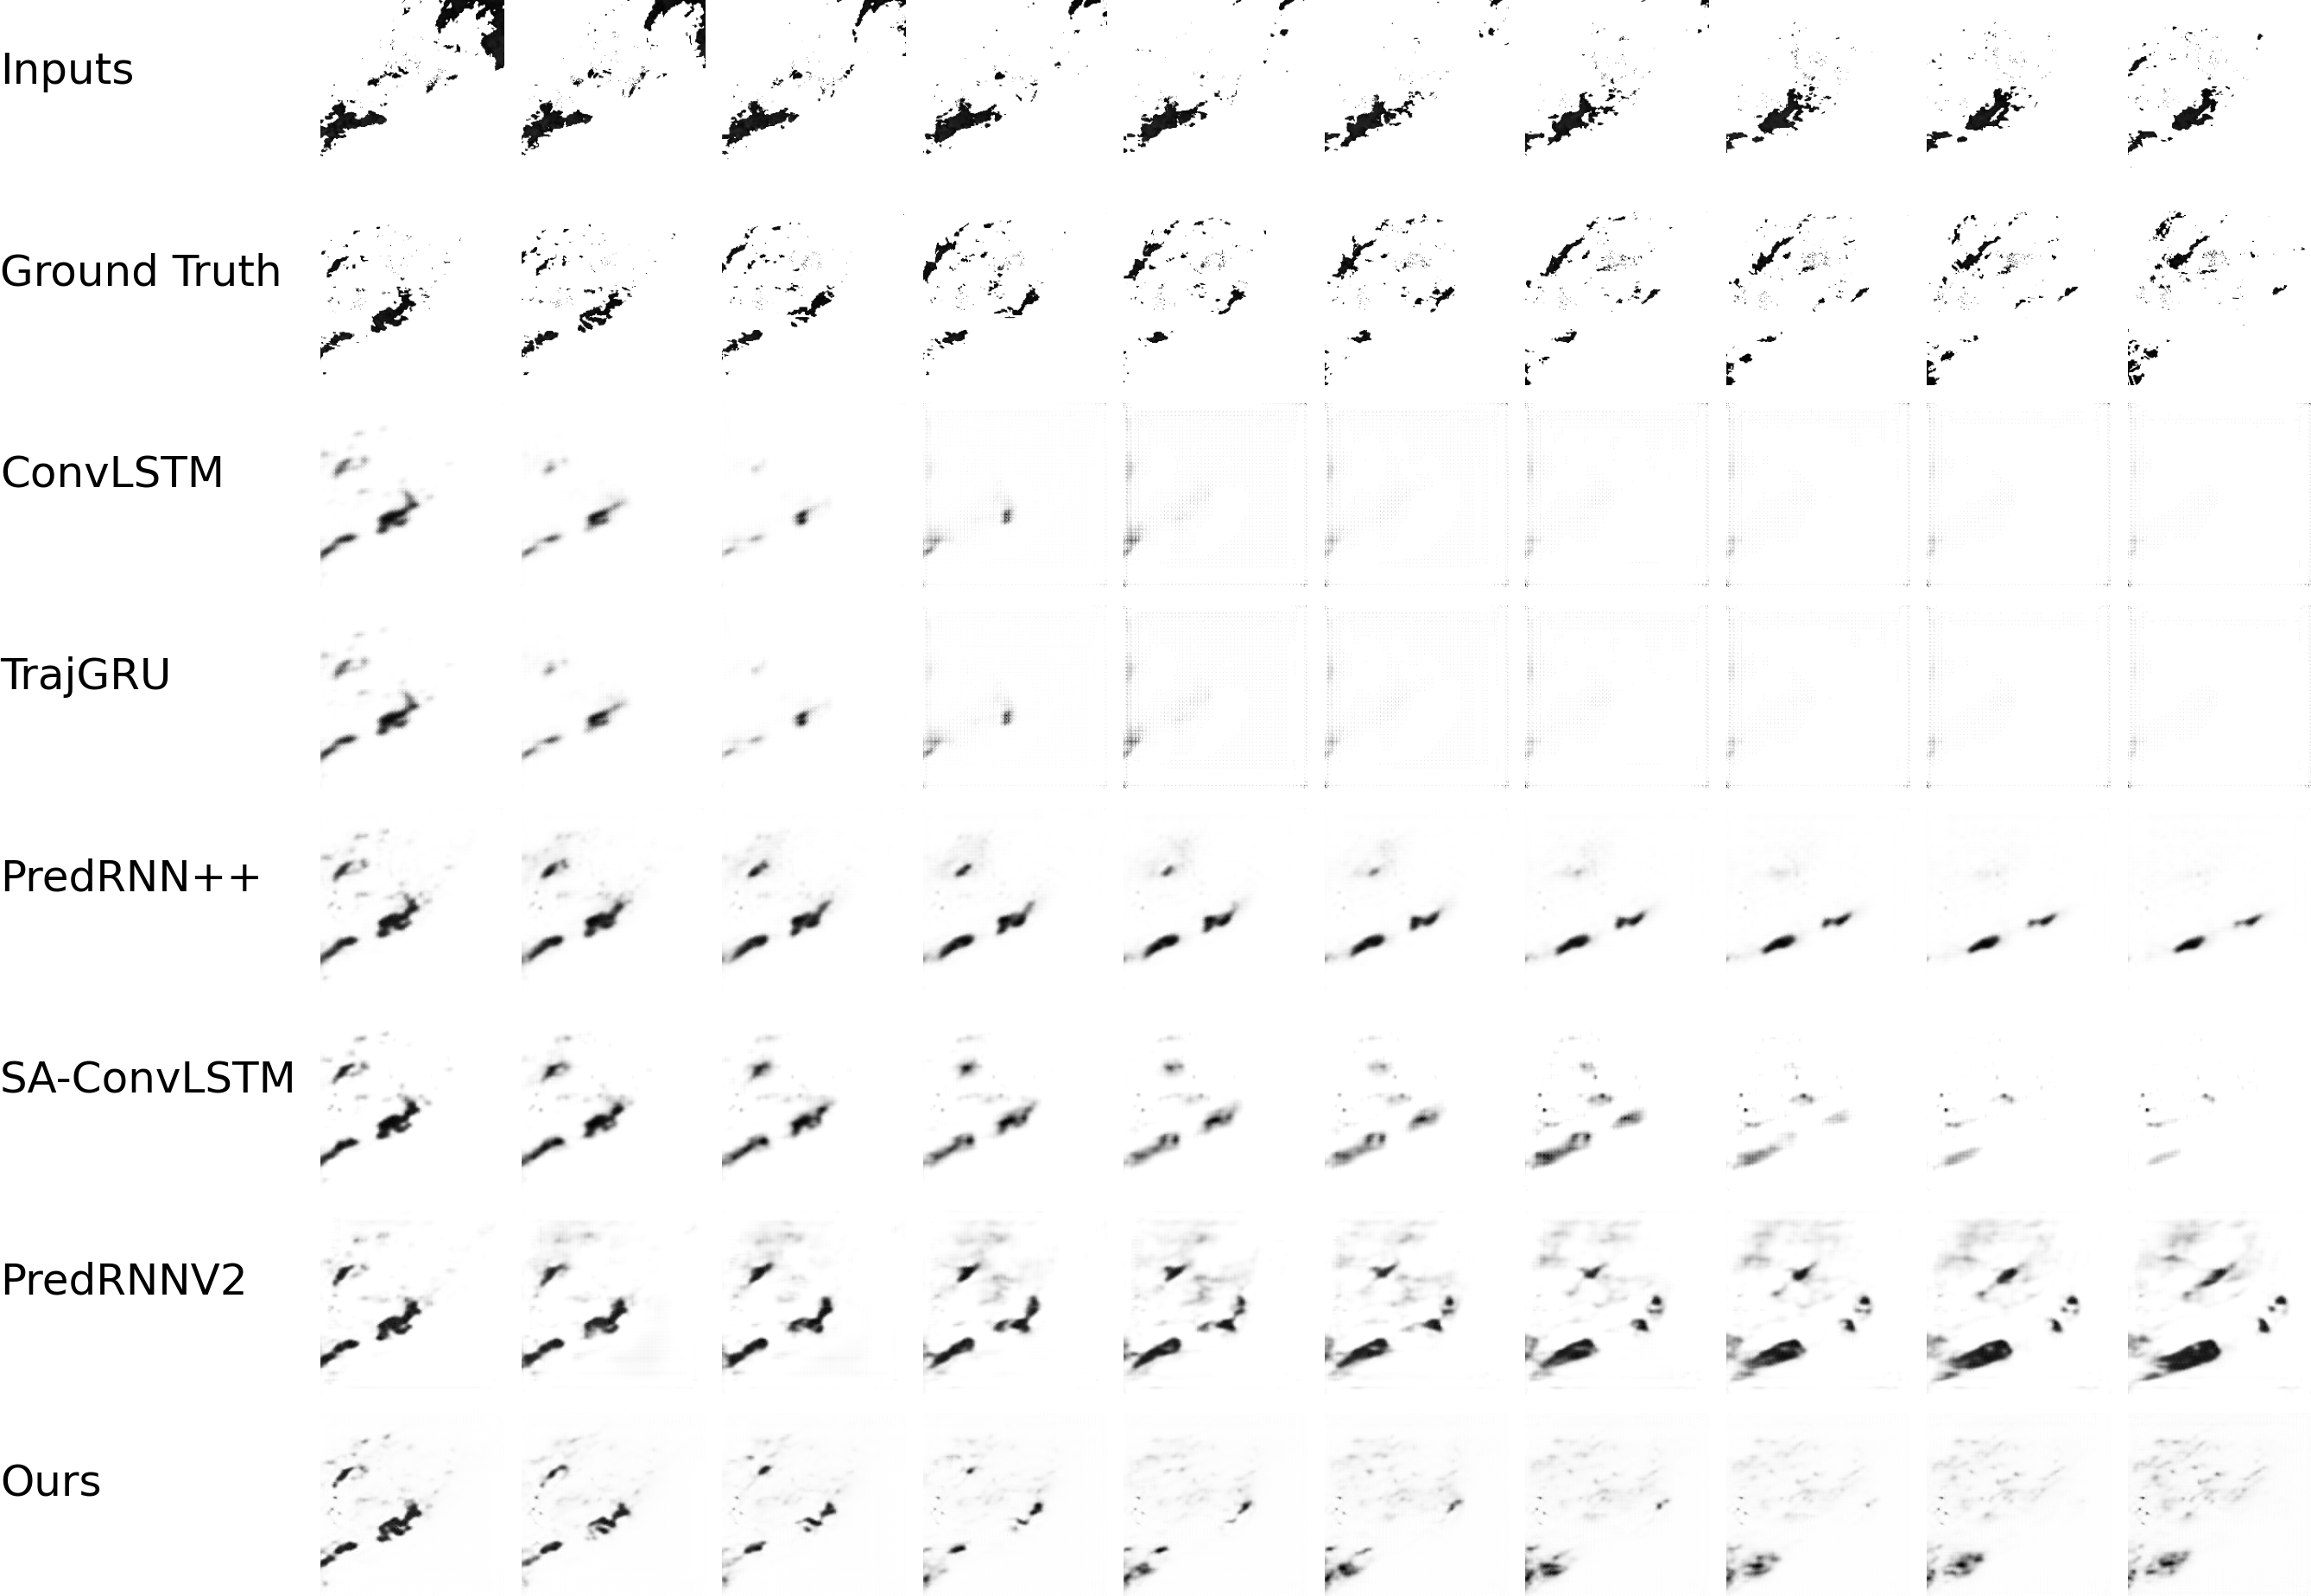 Inputs
Ground Truth
ConvLSTM
TrajGRU
PredRNN++
SA-ConvLSTM
PredRNNV2
Ours